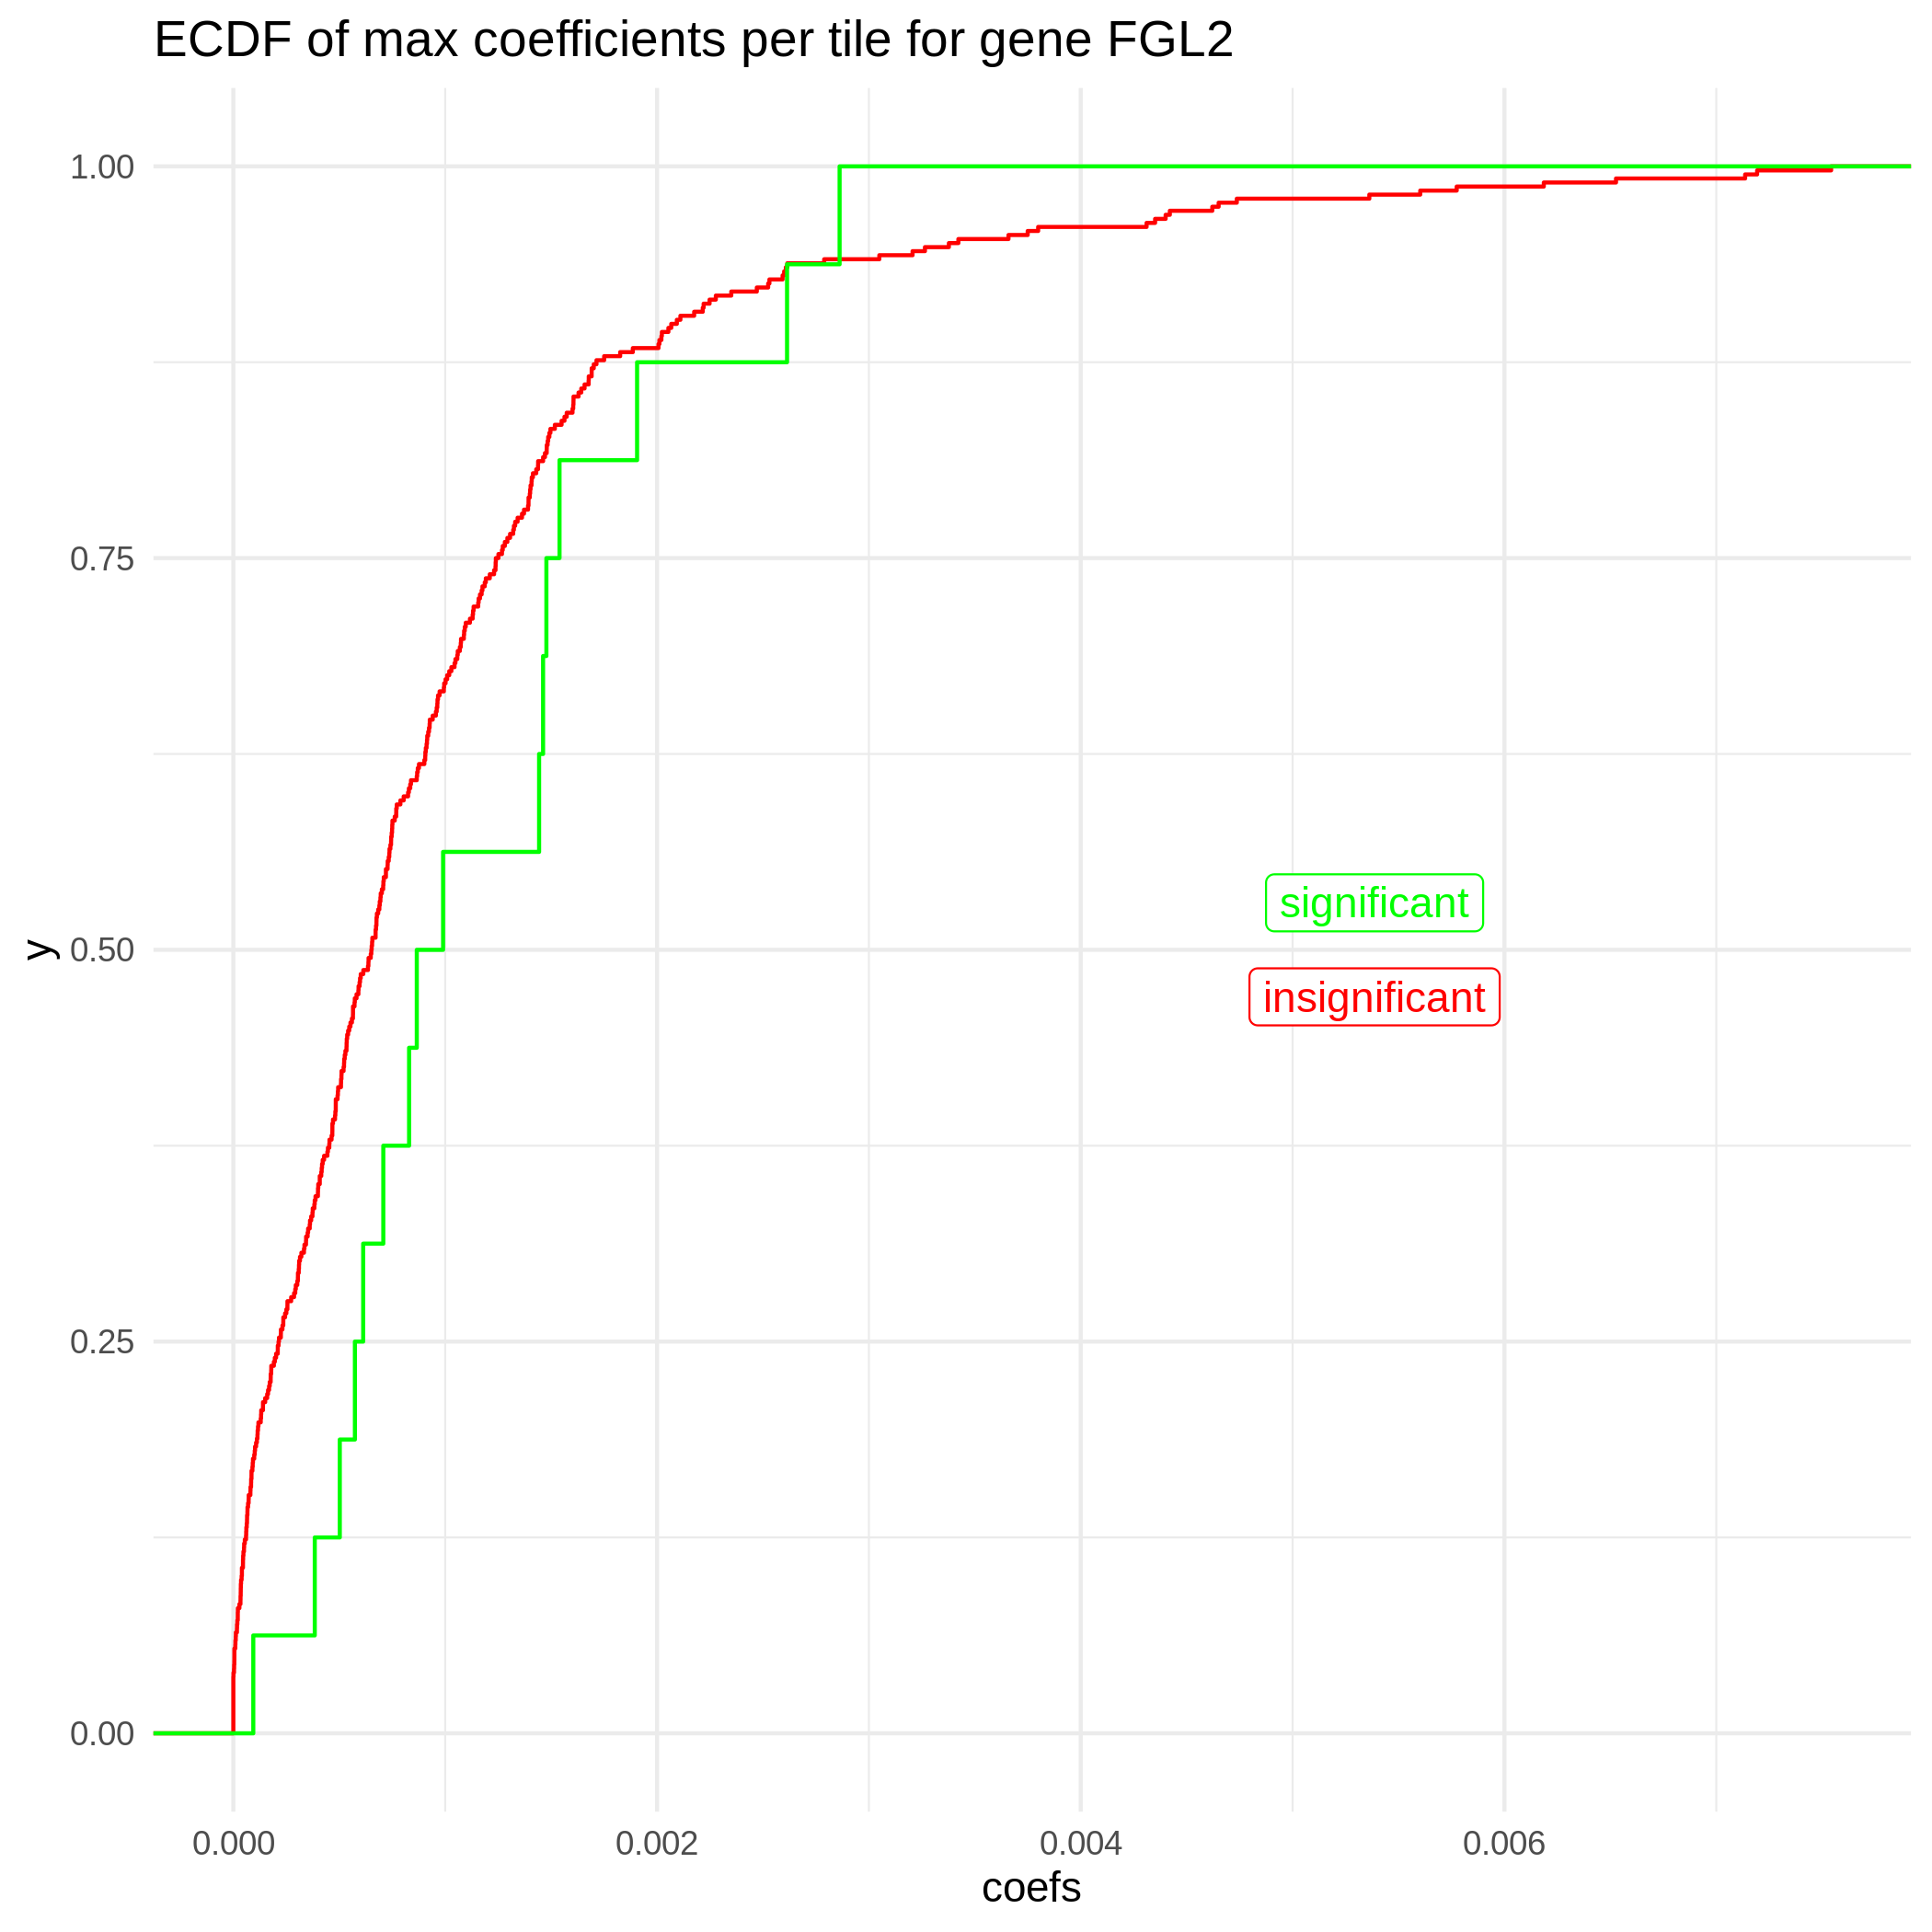 ECDF of max coefficients per tile for gene FGL2
1.00
0.75
0.50
0.25
0.00
y
significant
insignificant
0.000 0.002 0.004 0.006
coefs